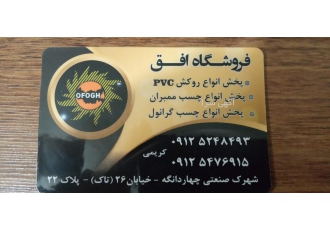 فروشگاه افق
OFOGH
پخش انواع روکش PVC
پخش انواع چسب ممبران
پخش انواع چسب گرانول
۰۹۱۲ ۵۲۴۸۴۹۳
کریمی
۰۹۱۲ ۵۴۷۶۹۱۵
شهرک صنعتی چهاردانگه - خیابان ۲۶ (تاک) - پلاک ۲۲